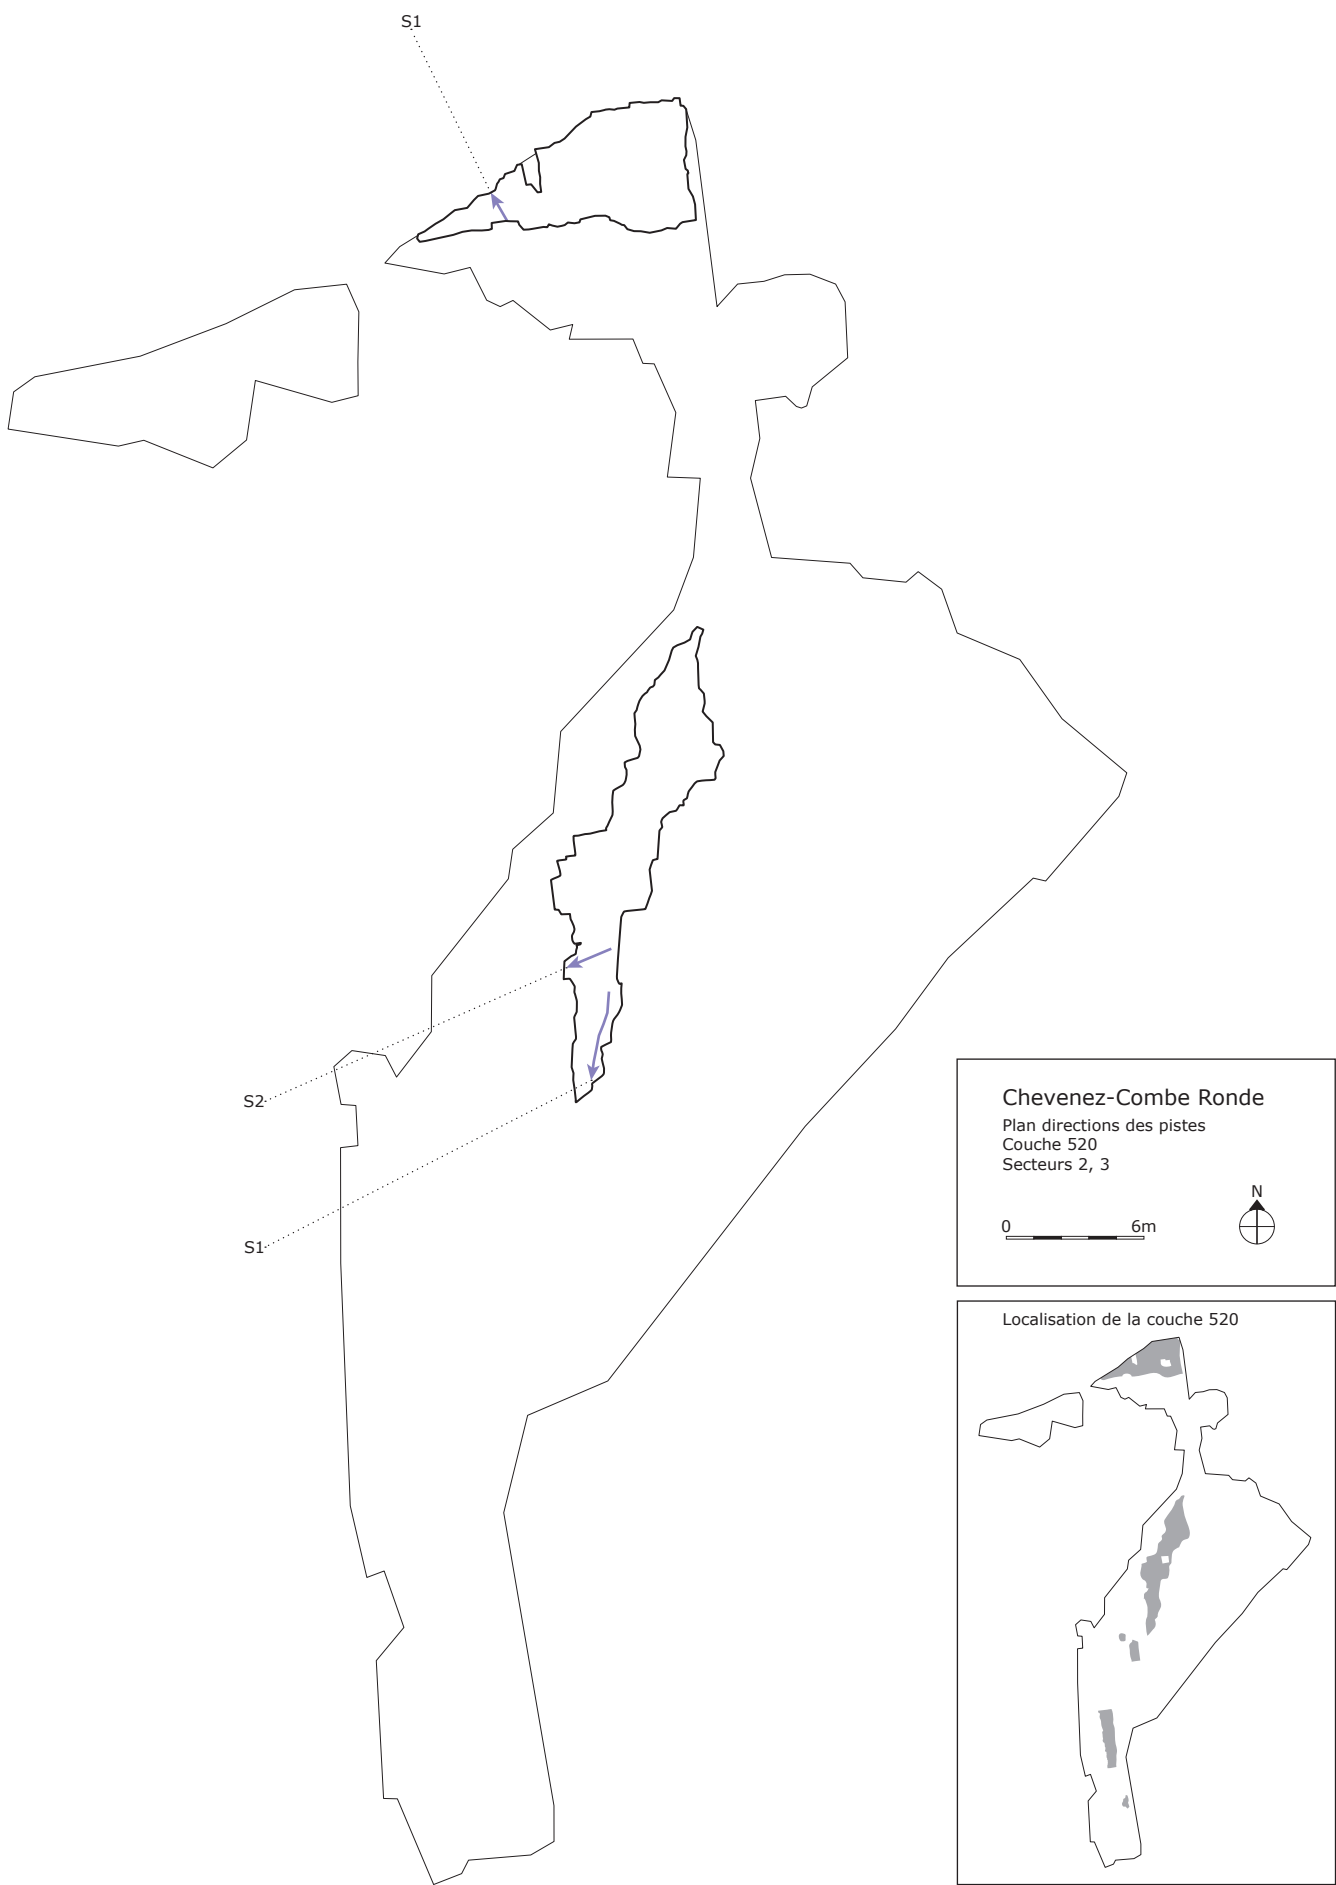 S1
S2
S1
Chevenez-Combe Ronde
Plan directions des pistes
Couche 520
Secteurs 2, 3
N
0 6m
Localisation de la couche 520